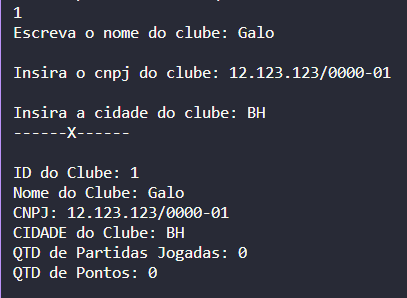 1
Escreva o nome do clube: Galo
Insira o cnpj do clube: 12.123.123/0000-01
Insira a cidade do clube: BH
------X------
ID do Clube: 1
Nome do Clube: Galo
CNPJ: 12.123.123/0000-01
CIDADE do Clube: BH
QTD de Partidas Jogadas: 0
QTD de Pontos: 0